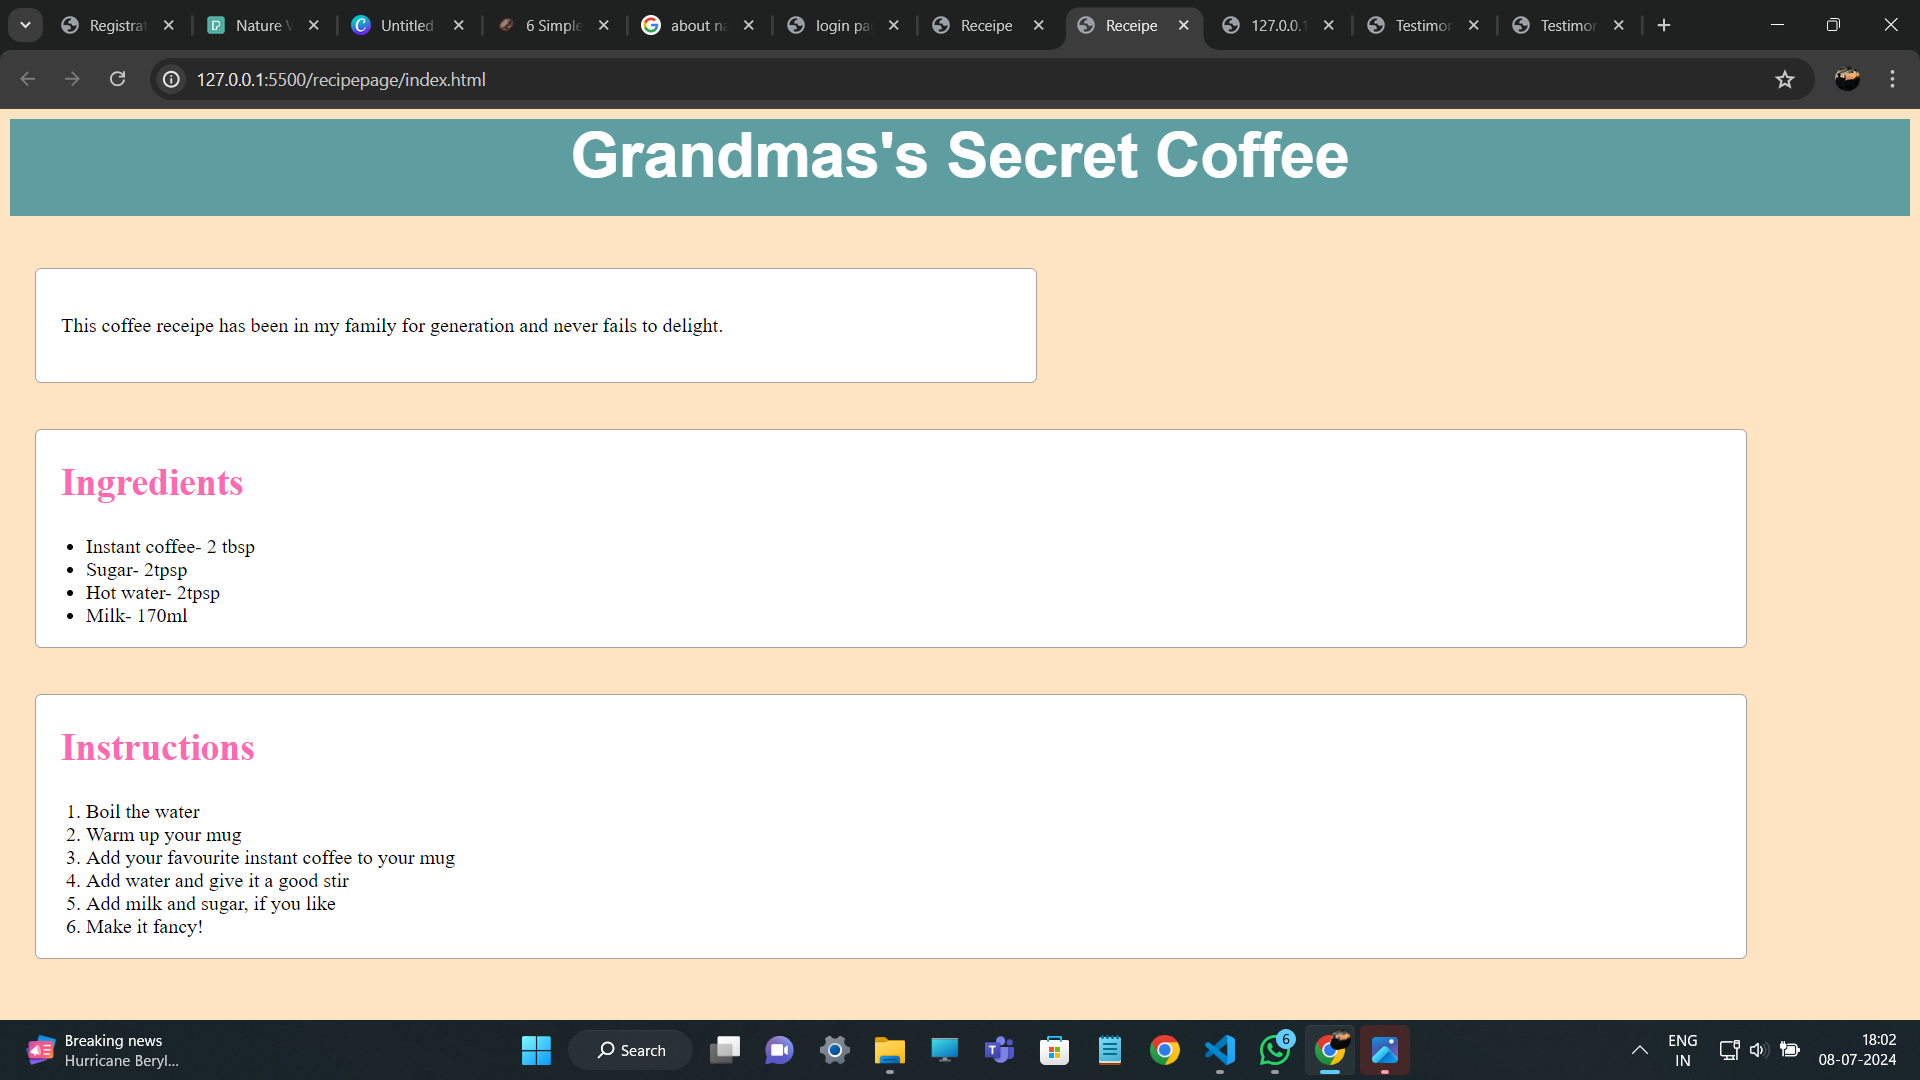 Registrat
Nature V
Untitled
6 Simple
about na
login pa
Receipe
Receipe
127.0.0.1
Testimor
Testimor
127.0.0.1:5500/recipepage/index.html
Grandmas's Secret Coffee
This coffee receipe has been in my family for generation and never fails to delight.
Ingredients
Instant coffee- 2 tbsp
Sugar- 2tpsp
Hot water- 2tpsp
Milk- 170ml
Instructions
1. Boil the water
2. Warm up your mug
3. Add your favourite instant coffee to your mug
4. Add water and give it a good stir
5. Add milk and sugar, if you like
6. Make it fancy!
Breaking news
Hurricane Beryl...
Search
6
ENG
IN
18:02
08-07-2024